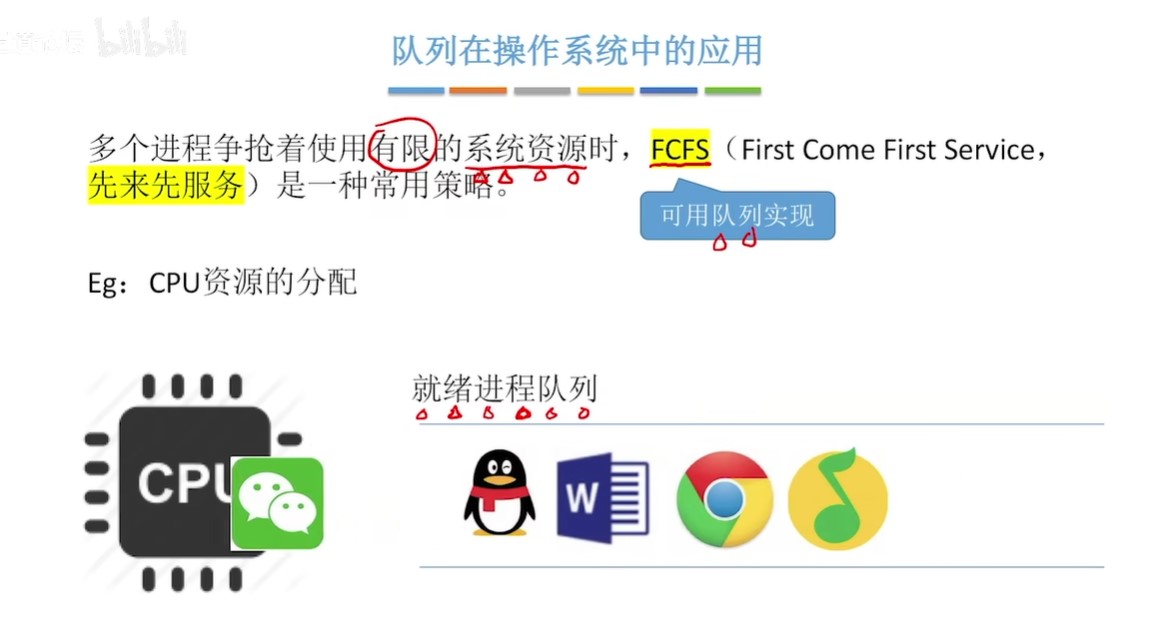 bilibili
队列在操作系统中的应用
多个进程争抢着使用有限的系统资源时，FCFS（First Come First Service，
先来先服务）是一种常用策略。
可用队列实现
Eg：CPU资源的分配
就绪进程队列
CPU
W